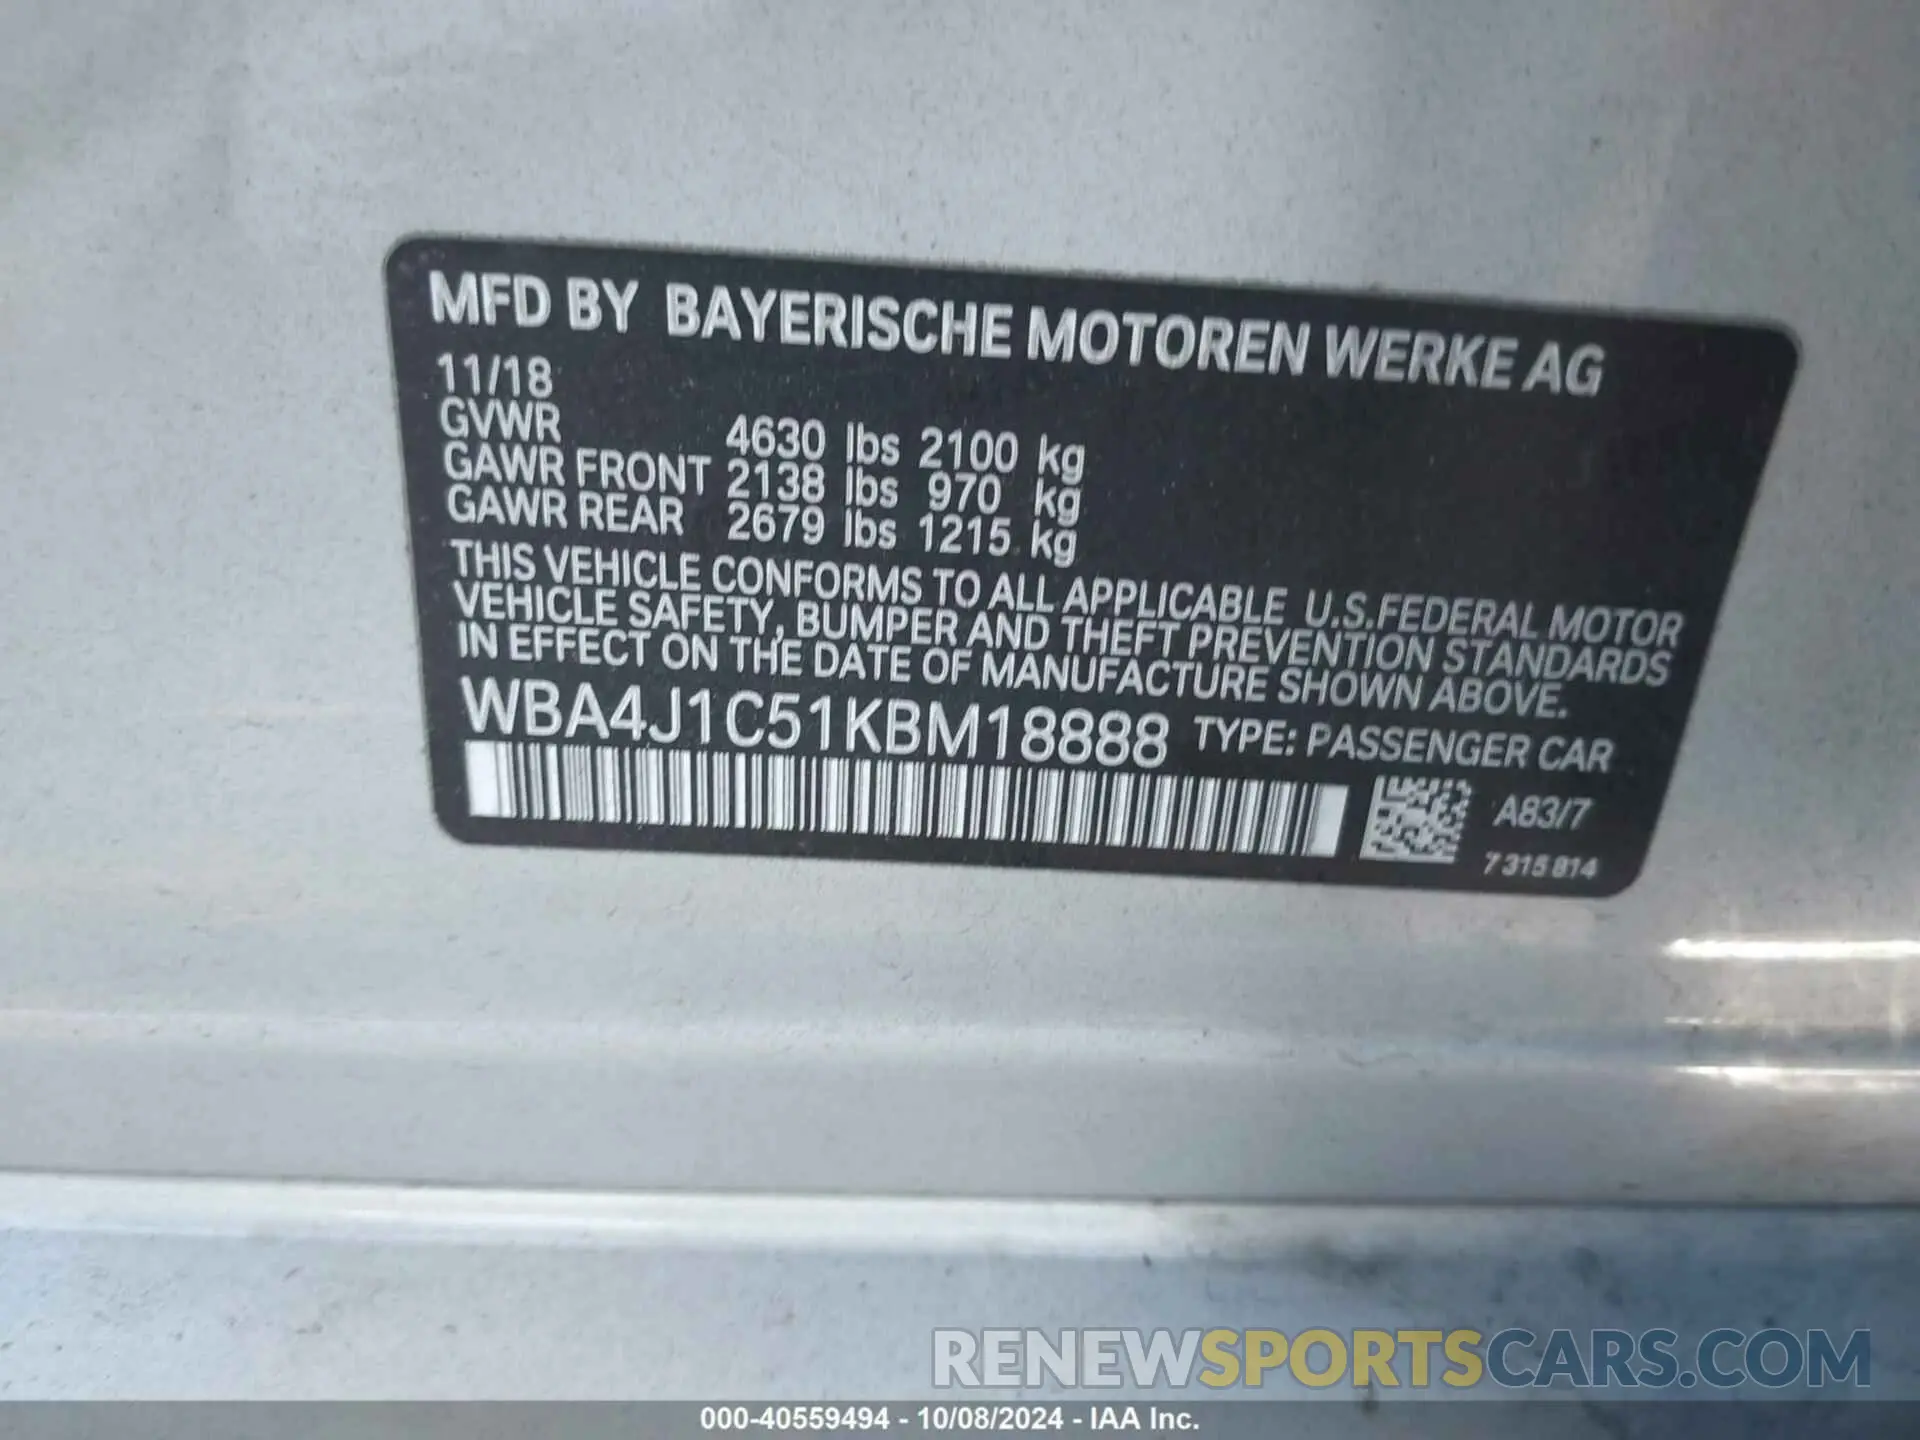 MFD BY BAYERISCHE MOTOREN WERKE AG
11/18
GVWR 4630 lbs 2100 kg
GAWR FRONT 2138 lbs 970 kg
GAWR REAR 2679 lbs 1215 kg
THIS VEHICLE CONFORMS TO ALL APPLICABLE U.S.FEDERAL MOTOR
VEHICLE SAFETY, BUMPER AND THEFT PREVENTION STANDARDS
IN EFFECT ON THE DATE OF MANUFACTURE SHOWN ABOVE.
WBA4J1C51KBM18888 TYPE: PASSENGER CAR
A83/7
7315814
RENEWSPORTSCARS.COM
000-40559494 - 10/08/2024 - IAA Inc.